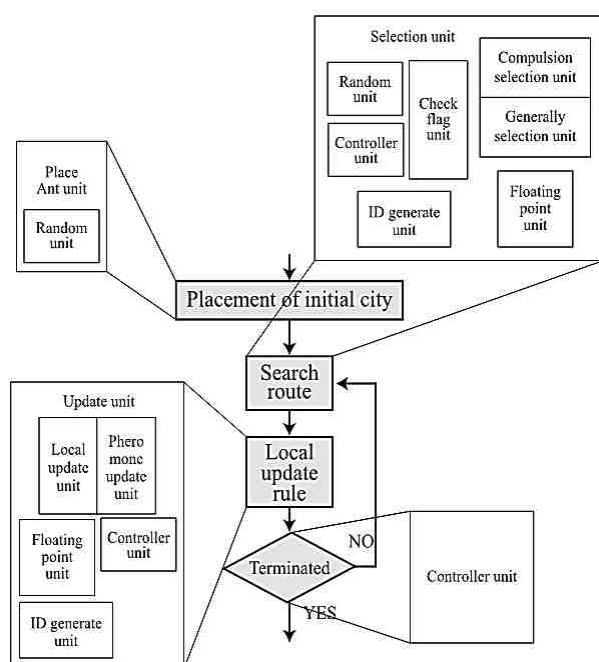 Selection unit
Random
unit
Check
flag
unit
Compulsion
selection unit
Generally
selection unit
Controller
unit
ID generate
unit
Floating
point
unit
Place
Ant unit
Random
unit
Placement of initial city
Search
route
Update unit
Local
update
unit
Phero
monc
update
unit
Floating
point unit
Controller
unit
ID generate
unit
Local
update
rule
Terminated
NO
YES
Controller unit